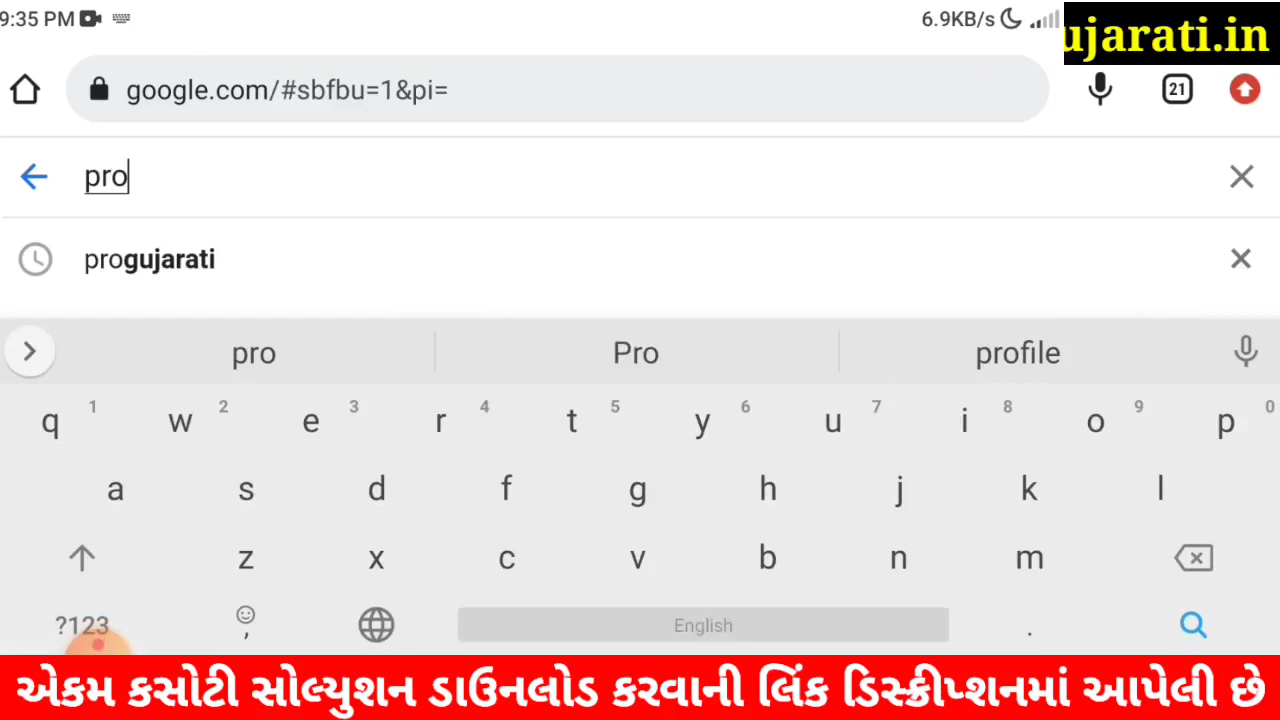 9:35 PM 6.9KB/s
ujarati.in
google.com/#sbfbu=1&pi=
21
pro
progujarati
pro Pro profile
q 1 w 2 e 3 r 4 t 5 y 6 u 7 i 8 o 9 p 0
a s d f g h j k l
z x c v b n m
?123 , English .
એકમ કસોટી સોલ્યુશન ડાઉનલોડ કરવાની લિંક ડિસ્ક્રીપ્શનમાં આપેલી છે